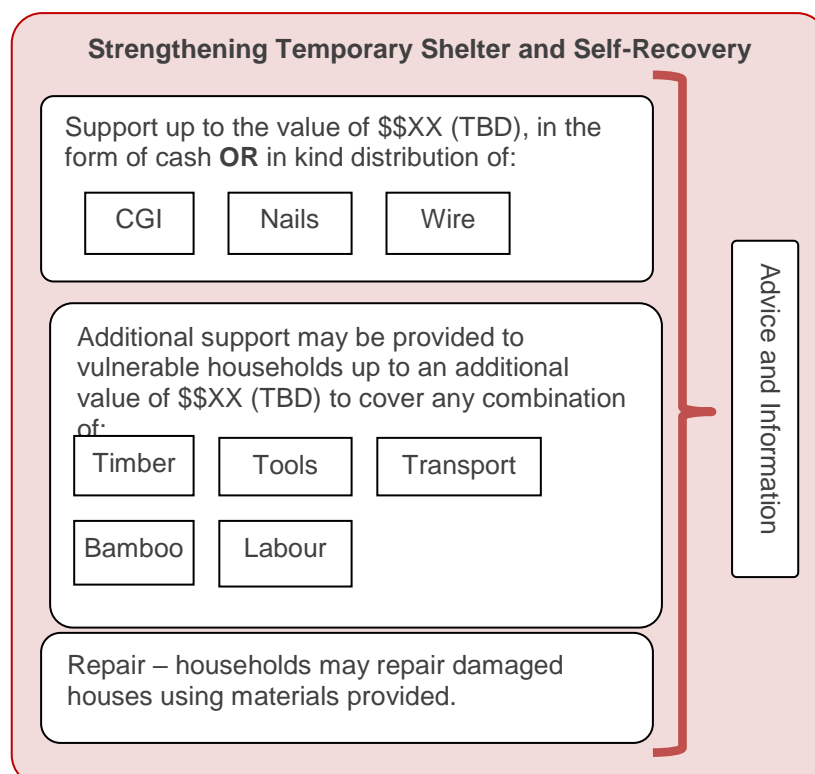 Strengthening Temporary Shelter and Self-Recovery
Support up to the value of $$XX (TBD), in the
form of cash OR in kind distribution of:
CGI
Nails
Wire
Additional support may be provided to
vulnerable households up to an additional
value of $$XX (TBD) to cover any combination
of:
Timber
Tools
Transport
Bamboo
Labour
Repair – households may repair damaged
houses using materials provided.
Advice and Information